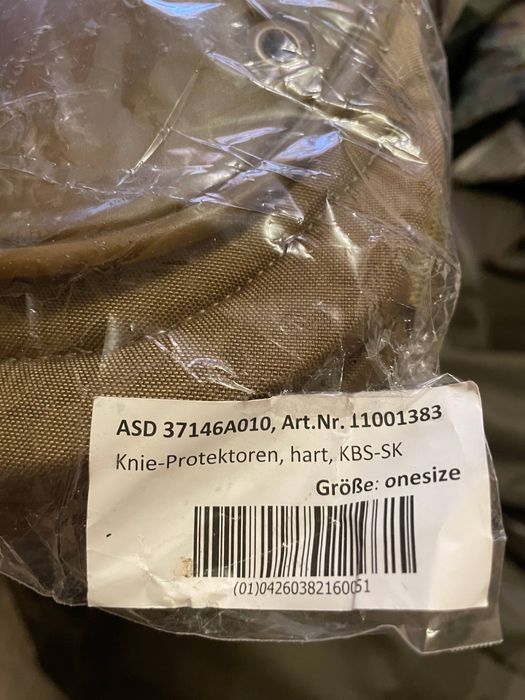 ASD 37146A010, Art.Nr. 11001383
Knie-Protektoren, hart, KBS-SK
Größe: onesize
(01)04260382160051